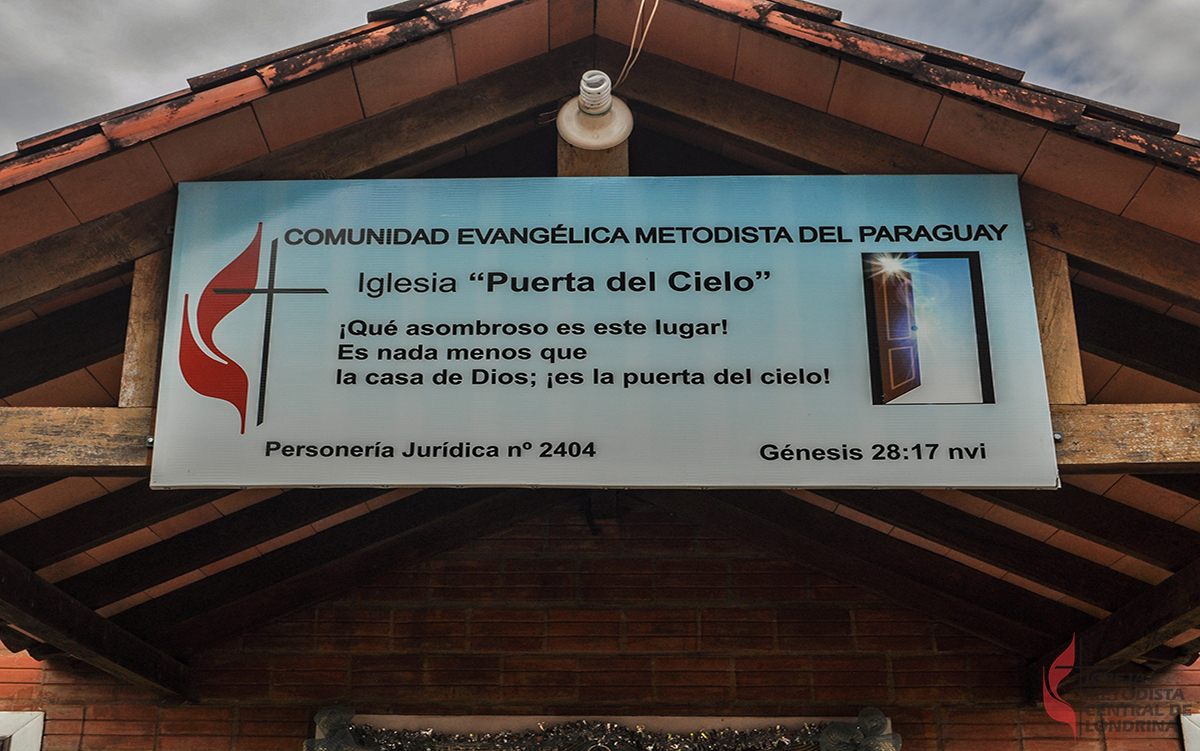 COMUNIDAD EVANGÉLICA METODISTA DEL PARAGUAY
Iglesia “Puerta del Cielo”
¡Qué asombroso es este lugar!
Es nada menos que
la casa de Dios; ¡es la puerta del cielo!
Personería Jurídica nº 2404
Génesis 28:17 nvi
IGREJA
METODISTA
CENTRAL DE
LONDRINA